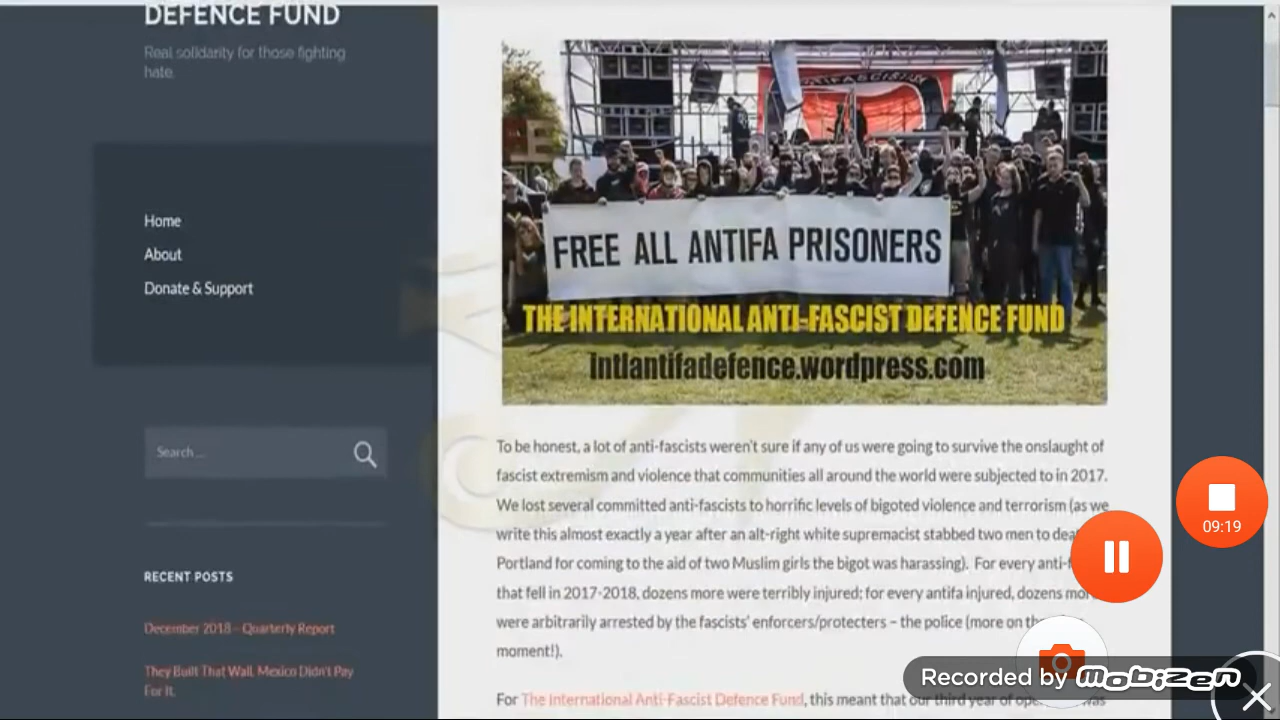 DEFENCE FUND
Real solidarity for those fighting
hate.
Home
About
Donate & Support
Search ...
RECENT POSTS
December 2018 – Quarterly Report
They Built That Wall. Mexico Didn't Pay
For It.
FREE ALL ANTIFA PRISONERS
THE INTERNATIONAL ANTI-FASCIST DEFENCE FUND
intlantifadefence.wordpress.com
To be honest, a lot of anti-fascists weren't sure if any of us were going to survive the onslaught of
fascist extremism and violence that communities all around the world were subjected to in 2017.
We lost several committed anti-fascists to horrific levels of bigoted violence and terrorism (as we
write this almost exactly a year after an alt-right white supremacist stabbed two men to
Portland for coming to the aid of two Muslim girls the bigot was harassing). For every
that fell in 2017-2018, dozens more were terribly injured; for every antifa injured, dozens
were arbitrarily arrested by the fascists' enforcers/protecters – the police (more on
moment!).
For The International Anti-Fascist Defence Fund, this meant that our third year of was
09:19
Recorded by mobizen